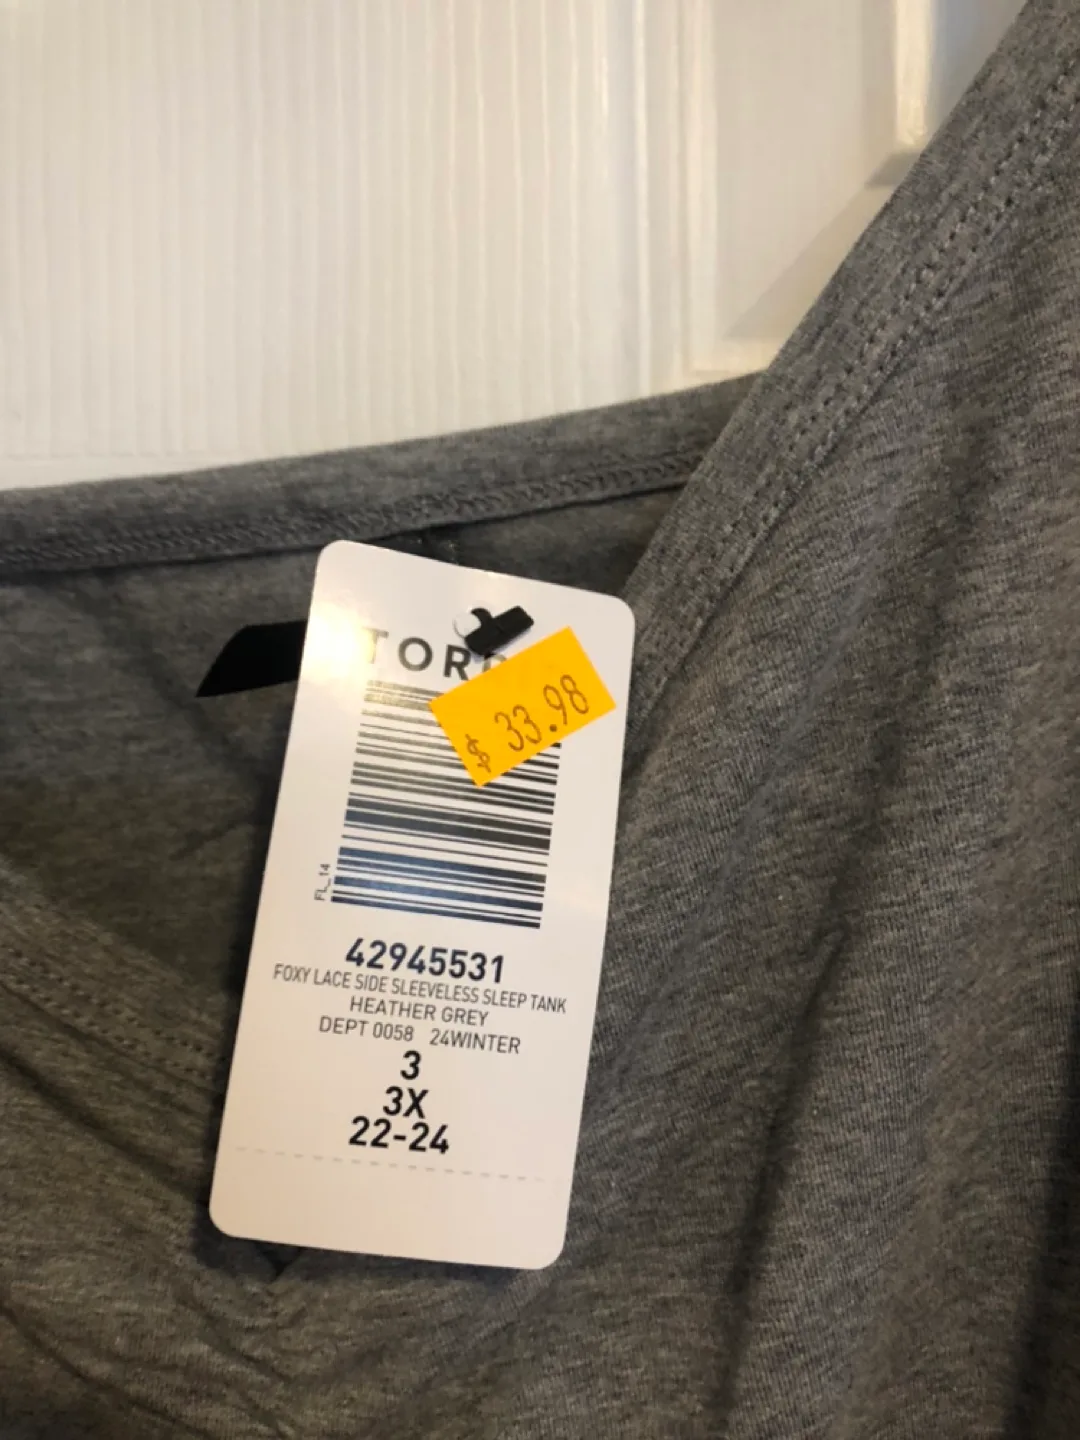 TORR
$ 33.98
FL_14
42945531
FOXY LACE SIDE SLEEVELESS SLEEP TANK
HEATHER GREY
DEPT 0058 24WINTER
3
3X
22-24